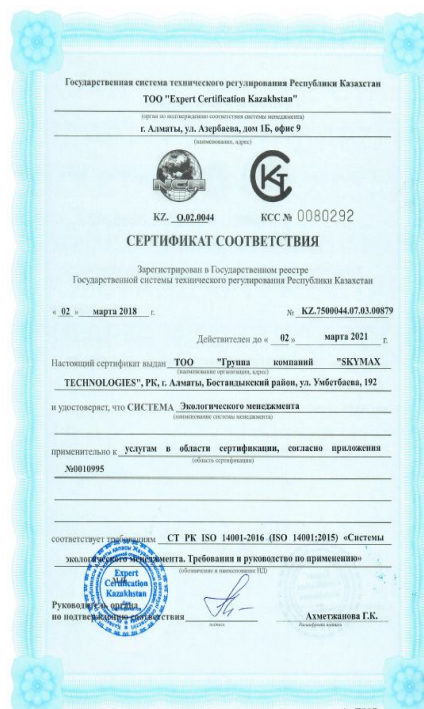 Государственная система технического регулирования Республики Казахстан
ТОО "Expert Certification Kazakhstan"
(орган по подтверждению соответствия системы менеджмента)
г. Алматы, ул. Азербаева, дом 1Б, офис 9
(наименование, адрес)
NCA
KZ. O.02.0044 КСС № 0080292
СЕРТИФИКАТ СООТВЕТСТВИЯ
Зарегистрирован в Государственном реестре
Государственной системы технического регулирования Республики Казахстан
« 02 » марта 2018 г. № KZ.7500044.07.03.00879
Действителен до « 02 » марта 2021 г.
Настоящий сертификат выдан ТОО "Группа компаний "SKYMAX
(наименование организации, адрес)
TECHNOLOGIES", РК, г. Алматы, Бостандыкский район, ул. Умбетбаева, 192
и удостоверяет, что СИСТЕМА Экологического менеджмента
(наименование системы менеджмента)
применительно к услугам в области сертификации, согласно приложения
(область сертификации)
№0010995
соответствует требованиям СТ РК ISO 14001-2016 (ISO 14001:2015) «Системы
экологического менеджмента. Требования и руководство по применению»
(обозначение и наименование НД)
Expert
Certification
Kazakhstan
М.П.
Руководитель органа
по подтверждению соответствия Ахметжанова Г.К.
подпись